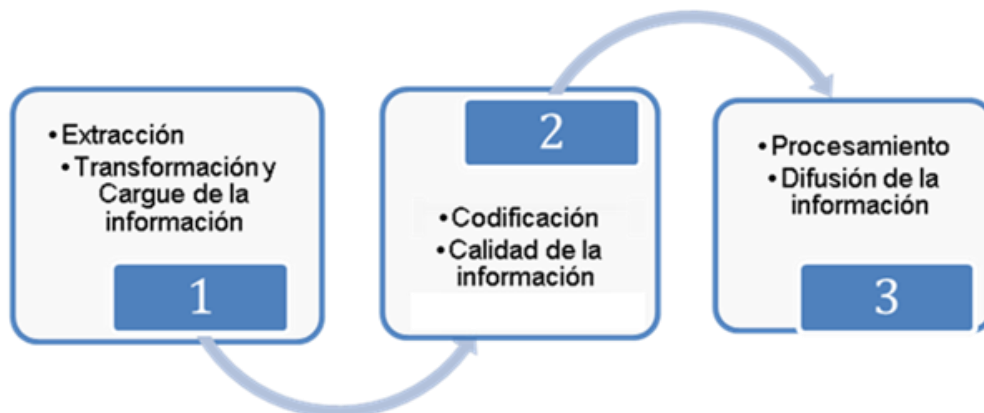 • Extracción
• Transformación y
Cargue de la
información
1
2
• Codificación
• Calidad de la
información
• Procesamiento
• Difusión de la
información
3